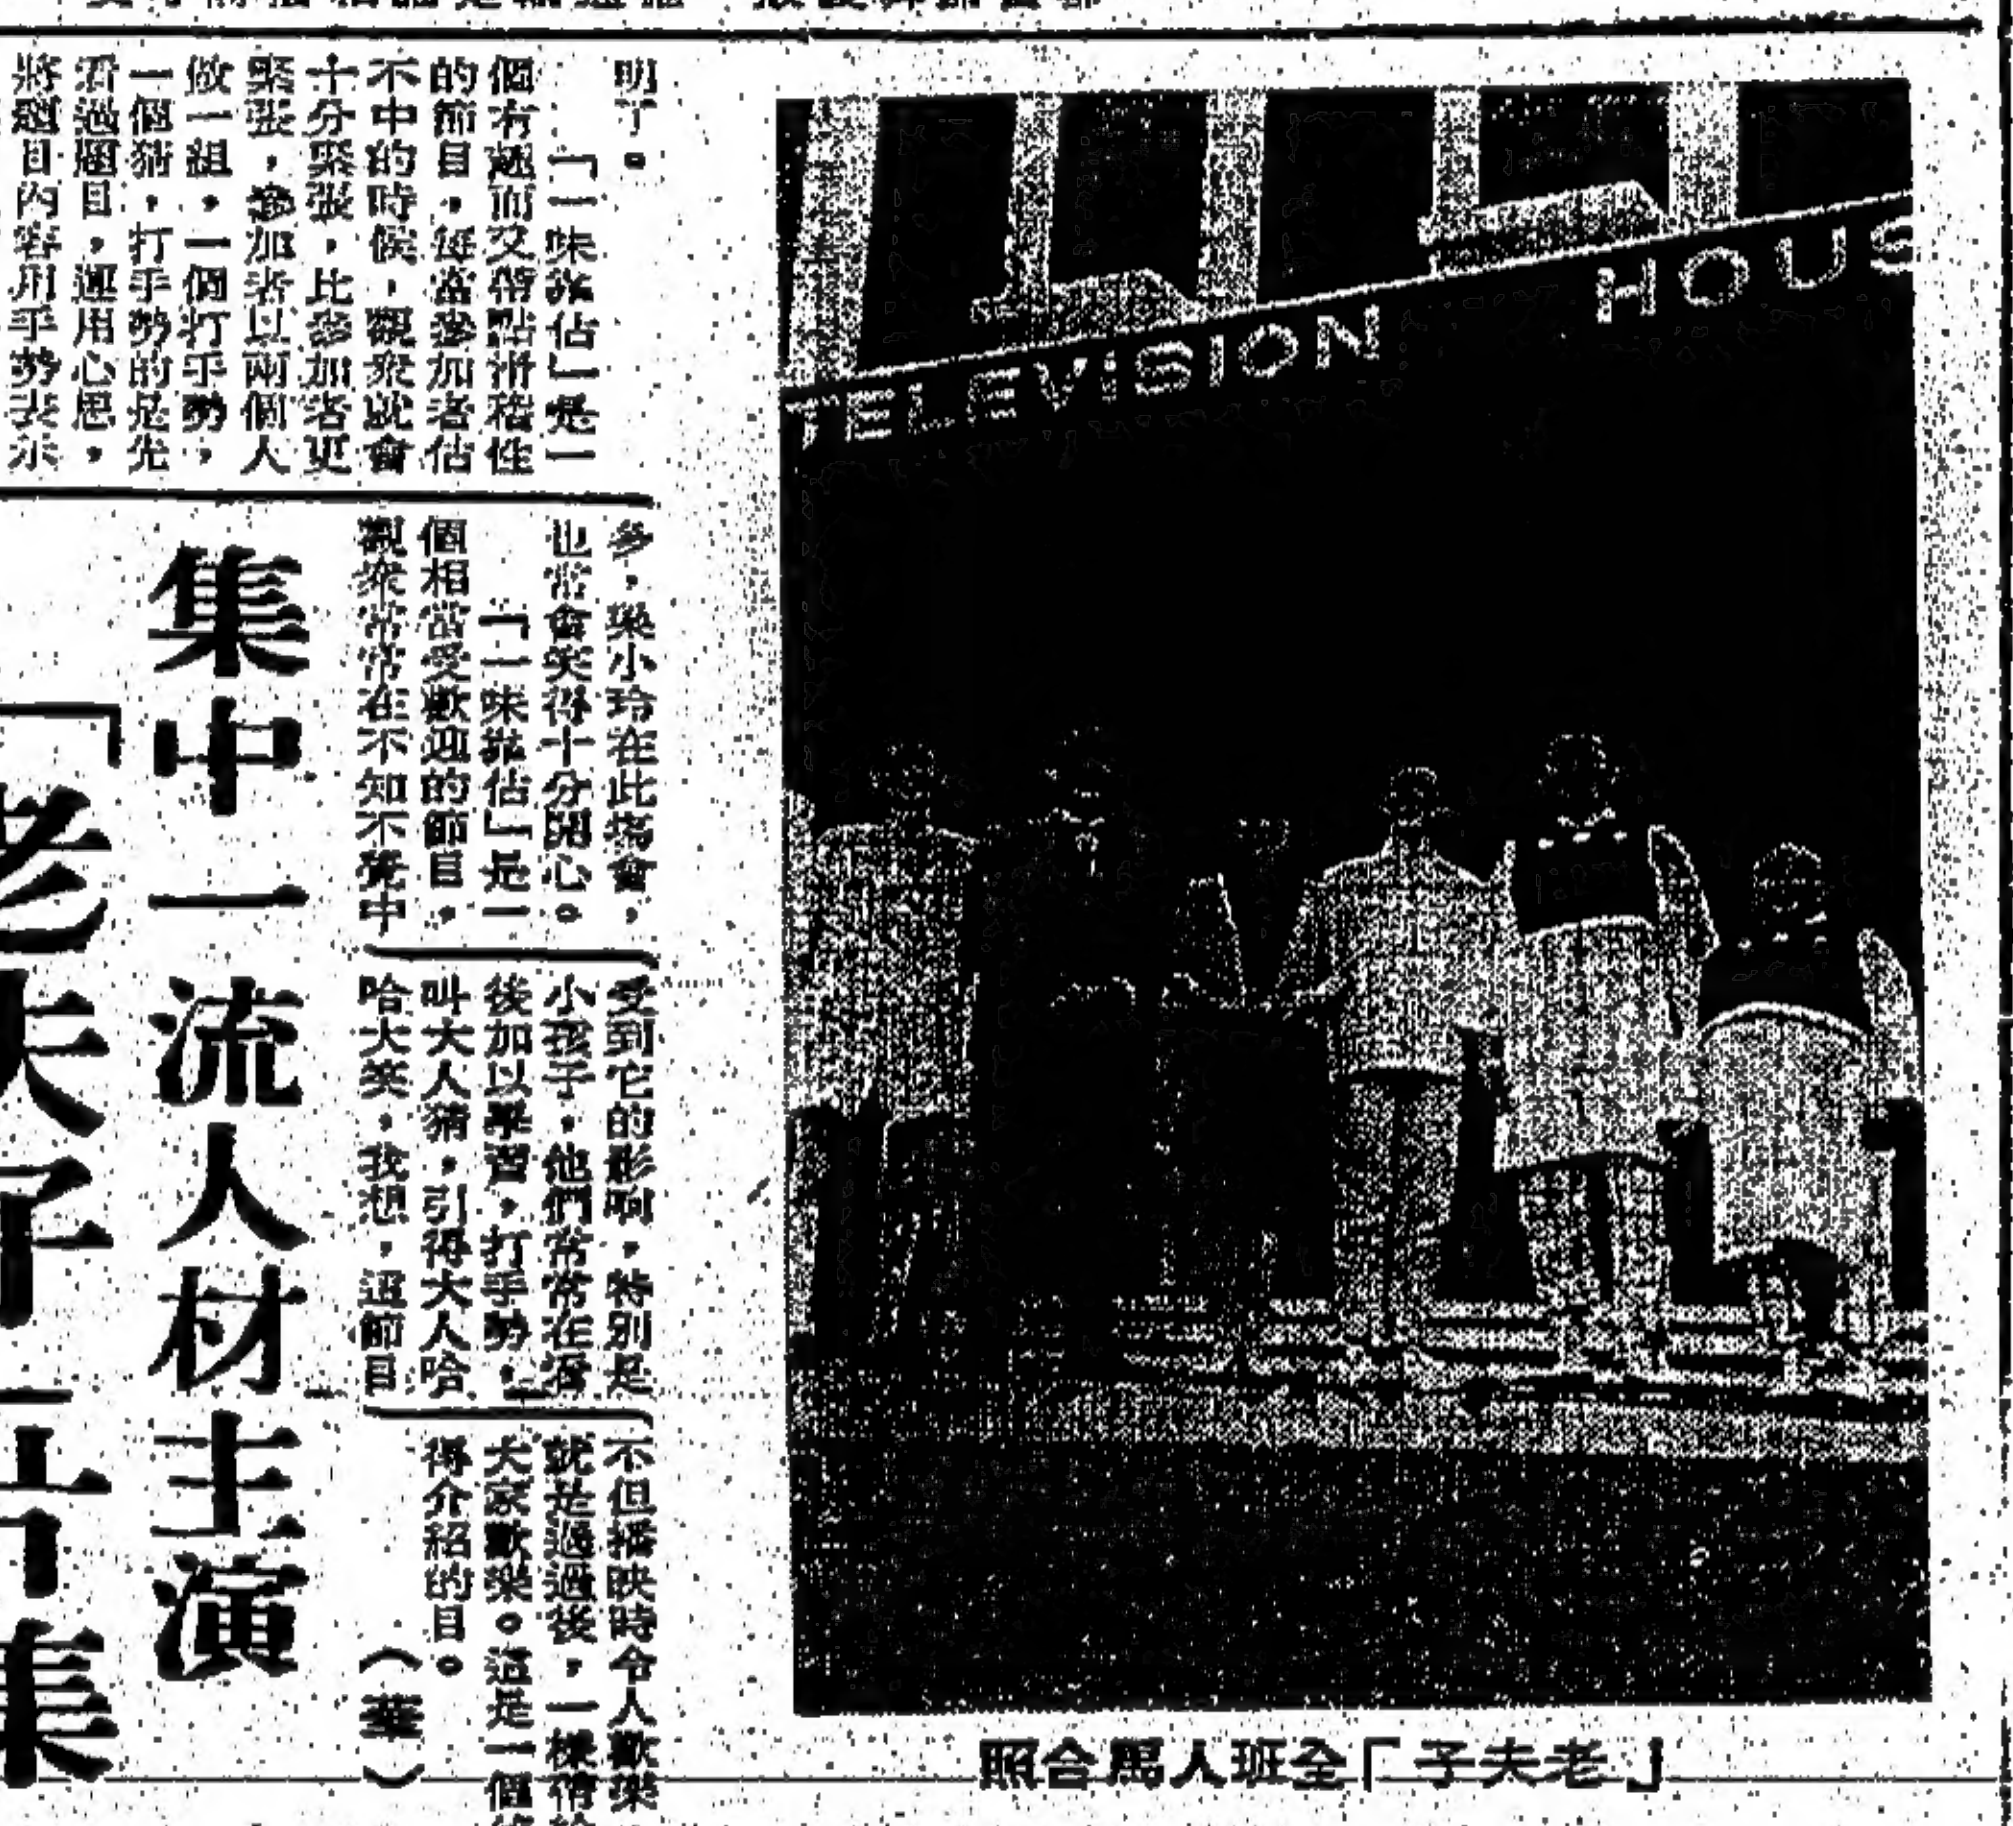 明了。
「一味靠估」是一
個有趣而又帶點滑稽性
的節目，每當參加者估
不中的時候，觀衆就會
十分緊張，比參加者更
緊張，參加者以兩個人
做一組，一個打手勢，
一個猜，打手勢的是先
看過題目，運用心思，
將題目內容用手勢表示
參，梁小玲在此場會，
也常會笑得十分開心。
「一味靠估」是一
個相當受歡迎的節目，
觀衆常常在不知不覺中
受到它的影响，特別是
小孩子，他們常常在看
後加以學習，打手勢，
叫大人猜，引得大人哈
哈大笑，我想，這節目
不但播映時令人歡樂
就是過後，一樣
大家歡樂。這是一個
得介紹的目。
（華）
集中一流人材主演
「老夫子
集
TELEVISION HOUS
照合馬人班全「子夫老」